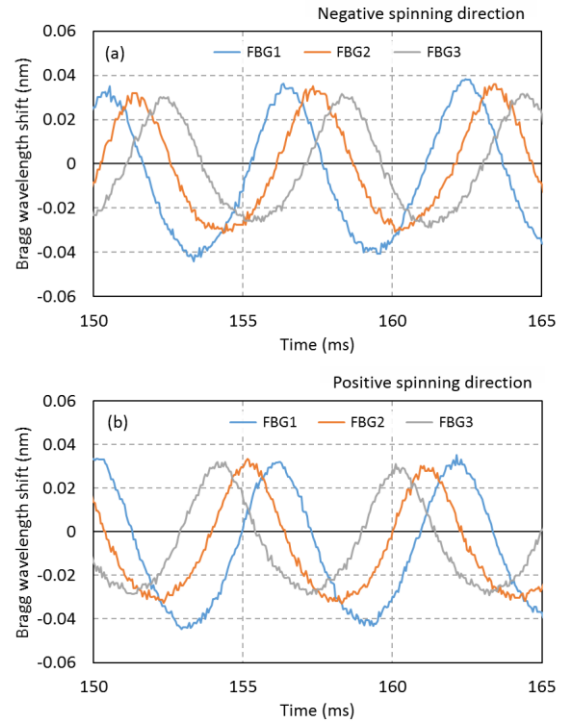 Negative spinning direction
0.06
(a)
FBG1 FBG2 FBG3
0.04
0.02
0
-0.02
-0.04
-0.06
Bragg wavelength shift (nm)
150 155 160 165
Time (ms)
Positive spinning direction
0.06
(b)
FBG1 FBG2 FBG3
0.04
0.02
0
-0.02
-0.04
-0.06
Bragg wavelength shift (nm)
150 155 160 165
Time (ms)